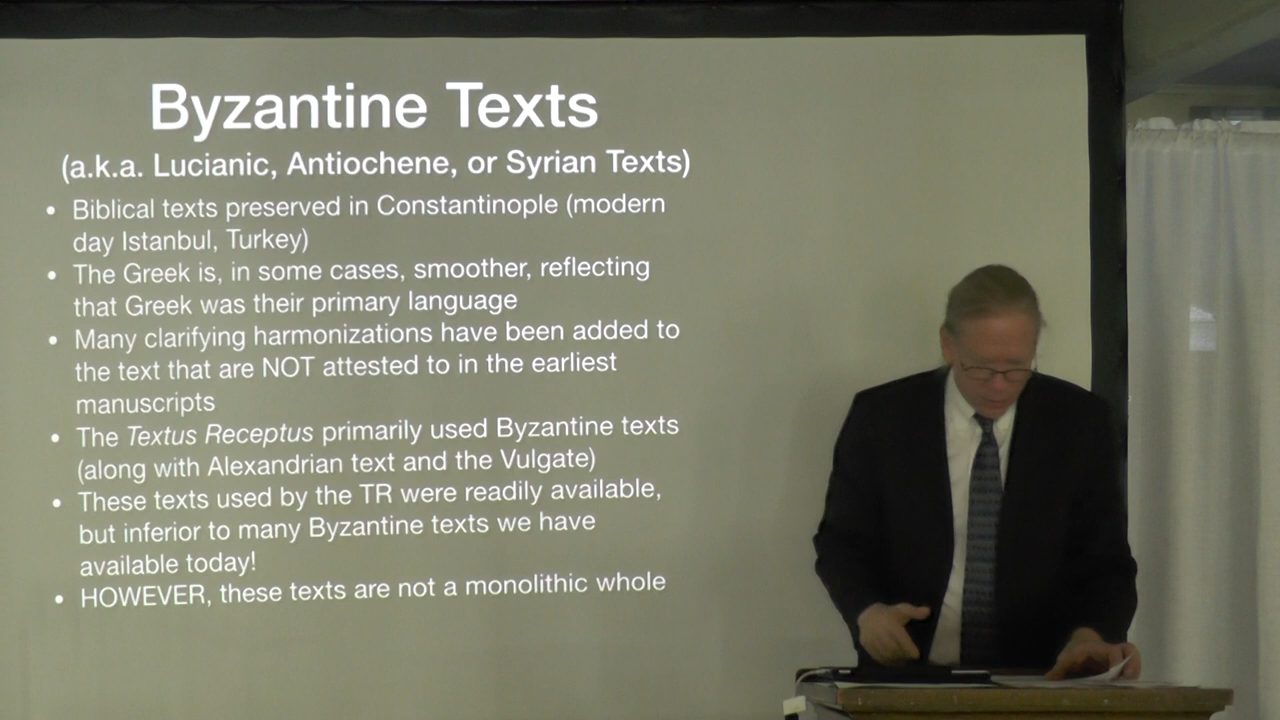 Byzantine Texts
(a.k.a. Lucianic, Antiochene, or Syrian Texts)
• Biblical texts preserved in Constantinople (modern
day Istanbul, Turkey)
• The Greek is, in some cases, smoother, reflecting
that Greek was their primary language
• Many clarifying harmonizations have been added to
the text that are NOT attested to in the earliest
manuscripts
• The Textus Receptus primarily used Byzantine texts
(along with Alexandrian text and the Vulgate)
• These texts used by the TR were readily available,
but inferior to many Byzantine texts we have
available today!
• HOWEVER, these texts are not a monolithic whole